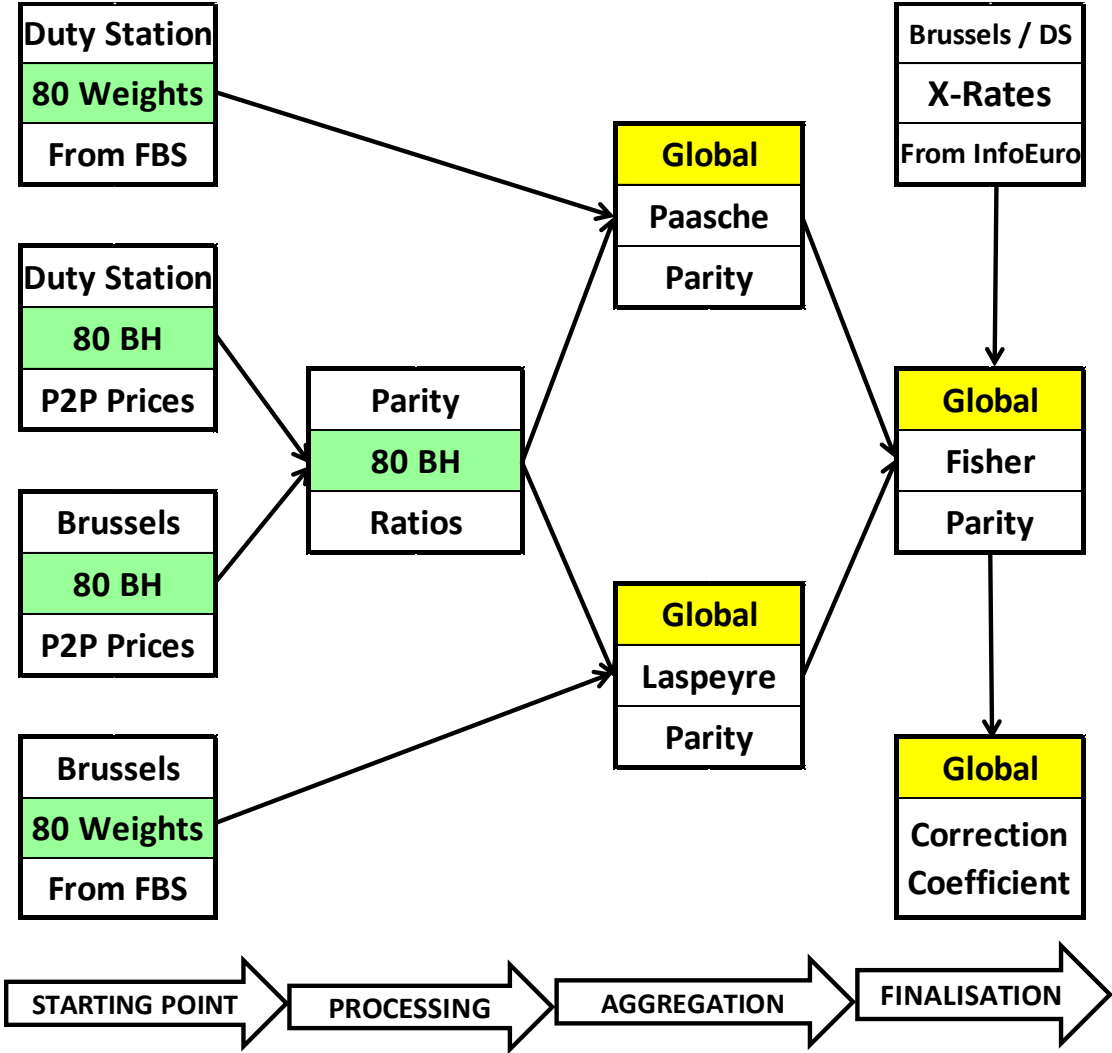 Duty Station
80 Weights
From FBS
Duty Station
80 BH
P2P Prices
Brussels
80 BH
P2P Prices
Brussels
80 Weights
From FBS
Parity
80 BH
Ratios
Global
Paasche
Parity
Global
Laspeyre
Parity
Brussels / DS
X-Rates
From InfoEuro
Global
Fisher
Parity
Global
Correction
Coefficient
STARTING POINT
PROCESSING
AGGREGATION
FINALISATION